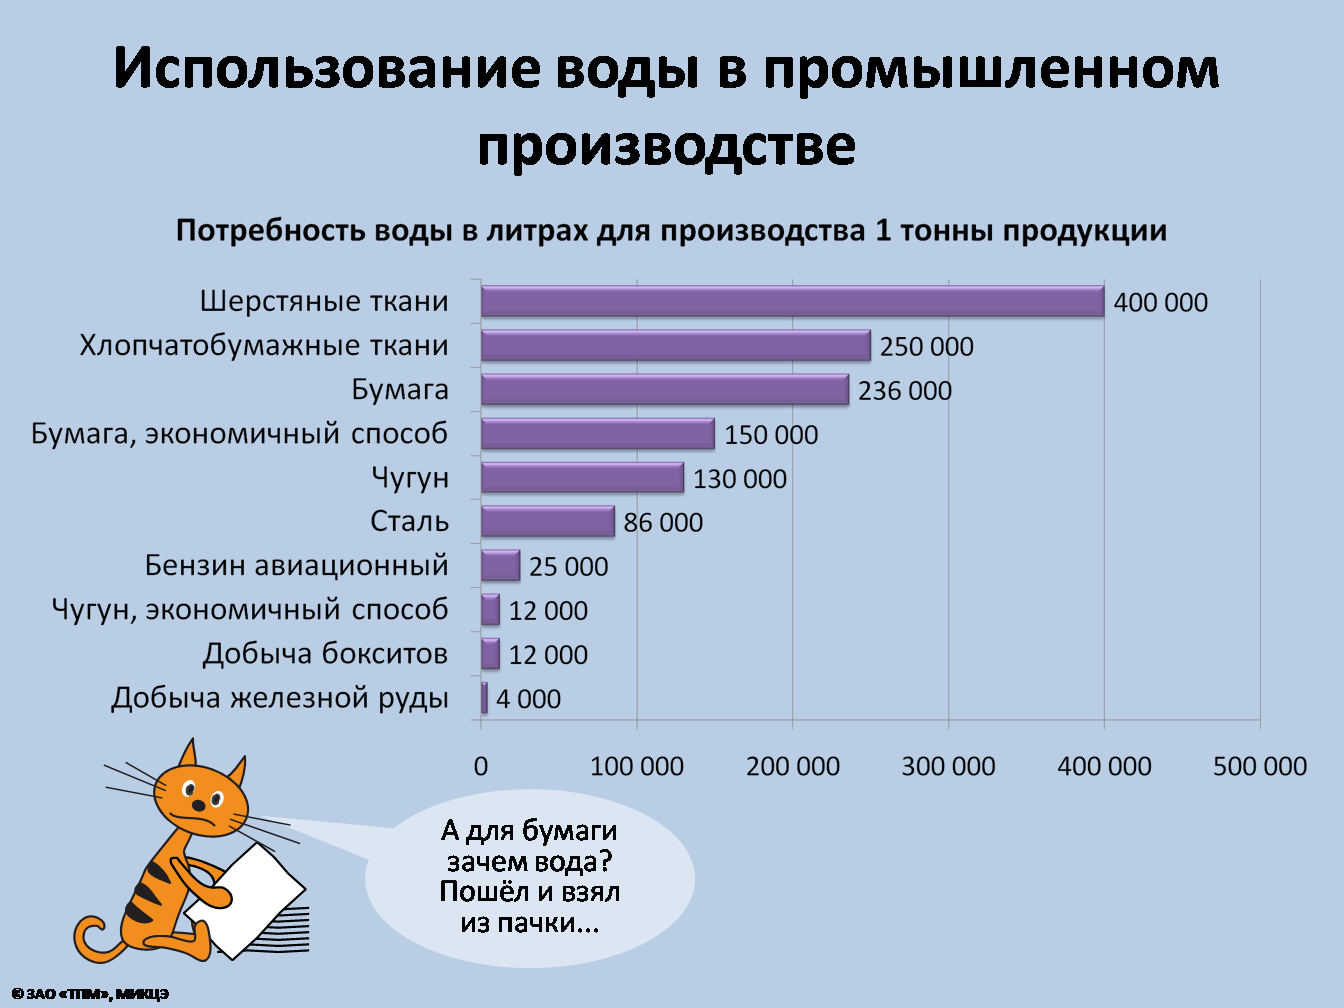 Использование воды в промышленном
производстве
Потребность воды в литрах для производства 1 тонны продукции
Шерстяные ткани 400 000
Хлопчатобумажные ткани 250 000
Бумага 236 000
Бумага, экономичный способ 150 000
Чугун 130 000
Сталь 86 000
Бензин авиационный 25 000
Чугун, экономичный способ 12 000
Добыча бокситов 12 000
Добыча железной руды 4 000
0 100 000 200 000 300 000 400 000 500 000
А для бумаги
зачем вода?
Пошёл и взял
из пачки...
© ЗАО «ТПМ», МИКЦЭ